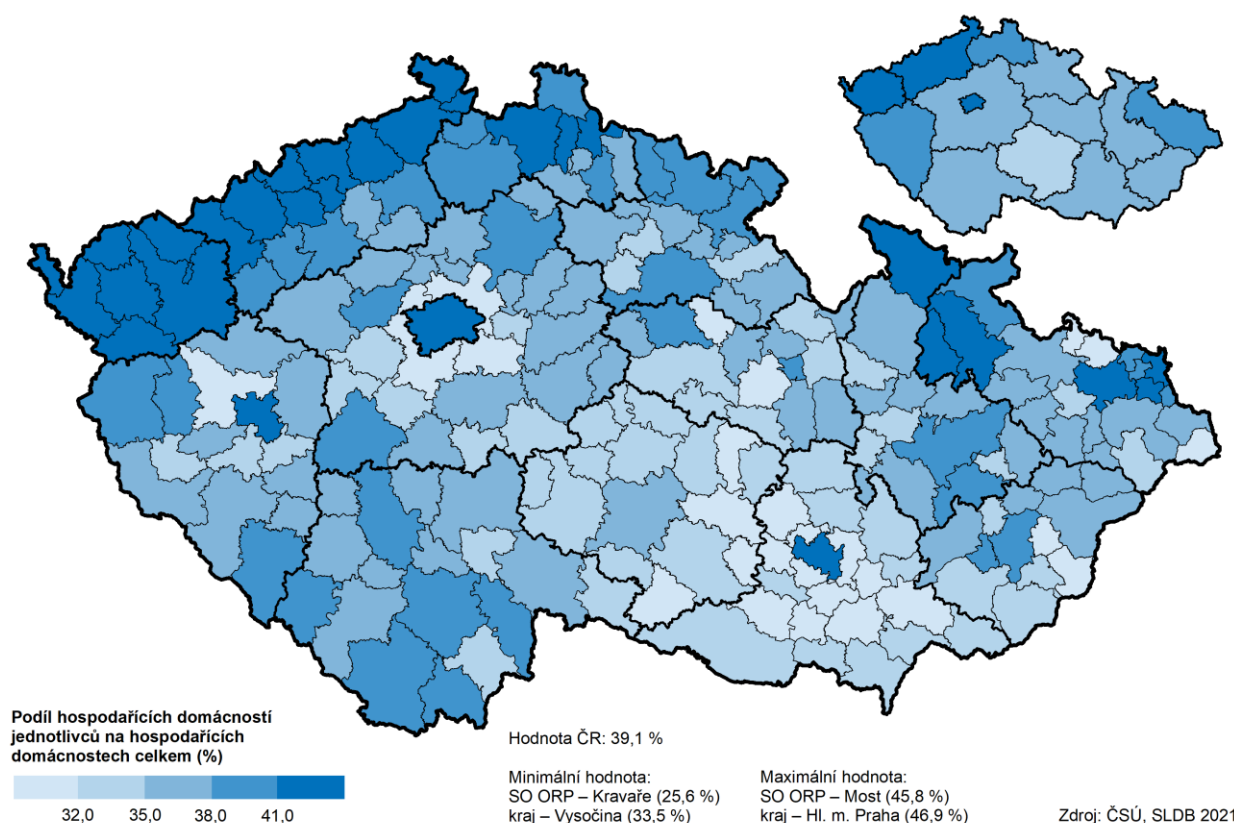 Podíl hospodařících domácností
jednotlivců na hospodařících
domácnostech celkem (%)
32,0 35,0 38,0 41,0
Hodnota ČR: 39,1 %
Minimální hodnota:
SO ORP – Kravaře (25,6 %)
kraj – Vysočina (33,5 %)
Maximální hodnota:
SO ORP – Most (45,8 %)
kraj – Hl. m. Praha (46,9 %)
Zdroj: ČSÚ, SLDB 2021